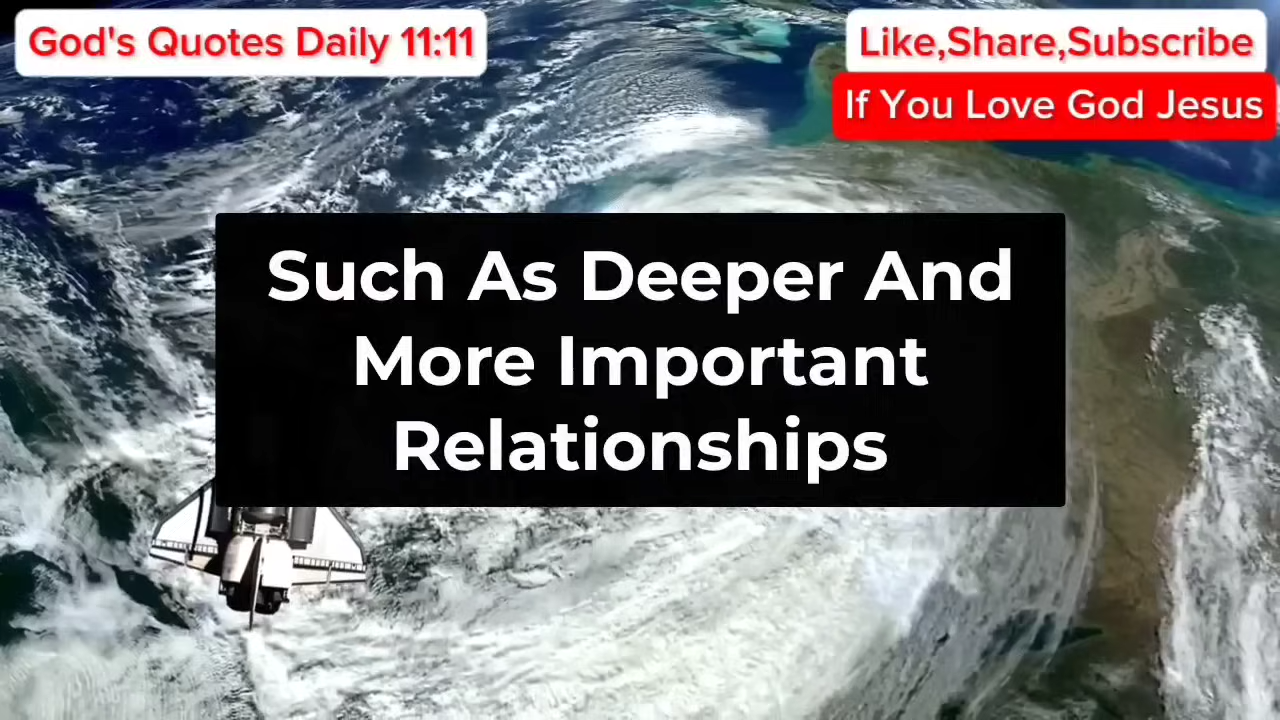 God's Quotes Daily 11:11
Like,Share,Subscribe
If You Love God Jesus
Such As Deeper And
More Important
Relationships